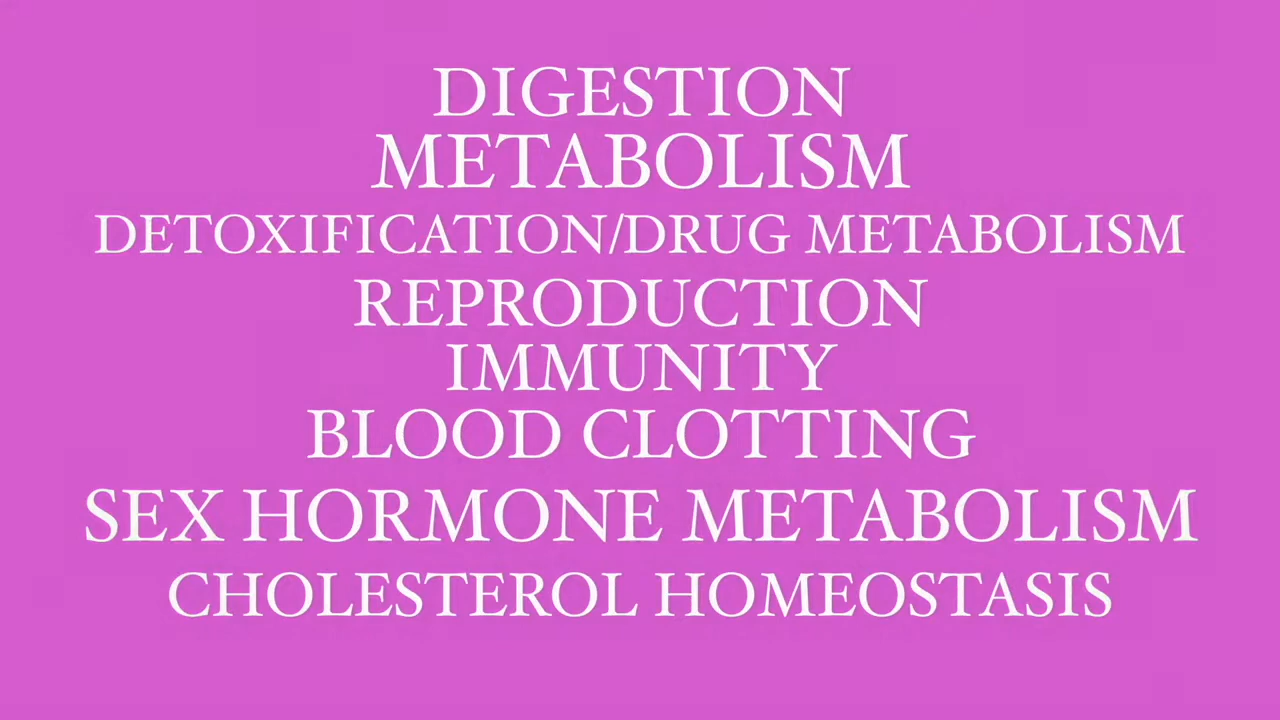 DIGESTION
METABOLISM
DETOXIFICATION/DRUG METABOLISM
REPRODUCTION
IMMUNITY
BLOOD CLOTTING
SEX HORMONE METABOLISM
CHOLESTEROL HOMEOSTASIS